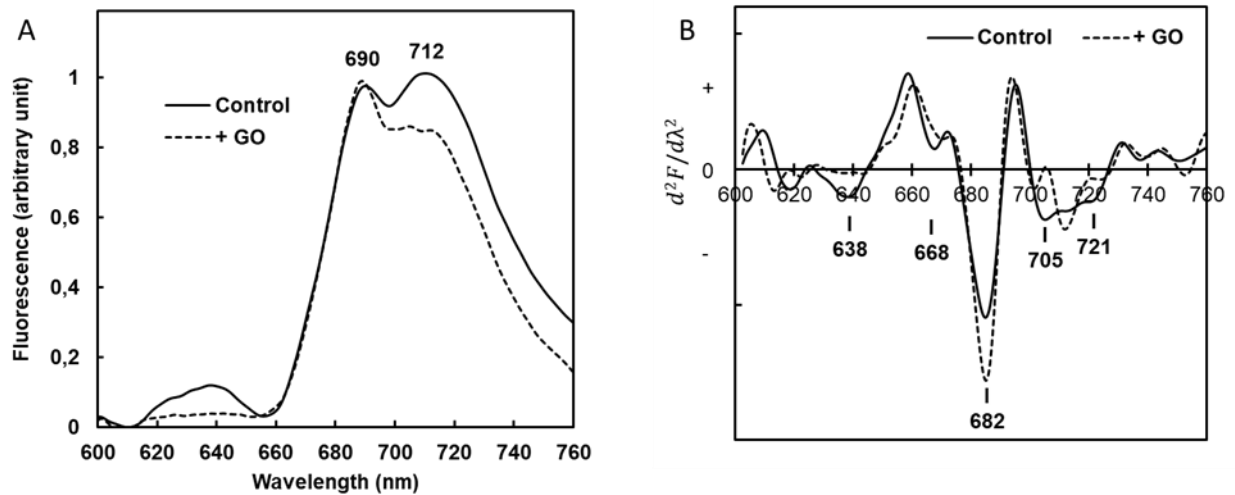 A
690
712
Control
+ GO
Fluorescence (arbitrary unit)
1
0,8
0,6
0,4
0,2
0
600 620 640 660 680 700 720 740 760
Wavelength (nm)
B
Control + GO
d²F/dλ²
+
0
-
600 620 640 660 680 700 720 740 760
638
668
705
721
682